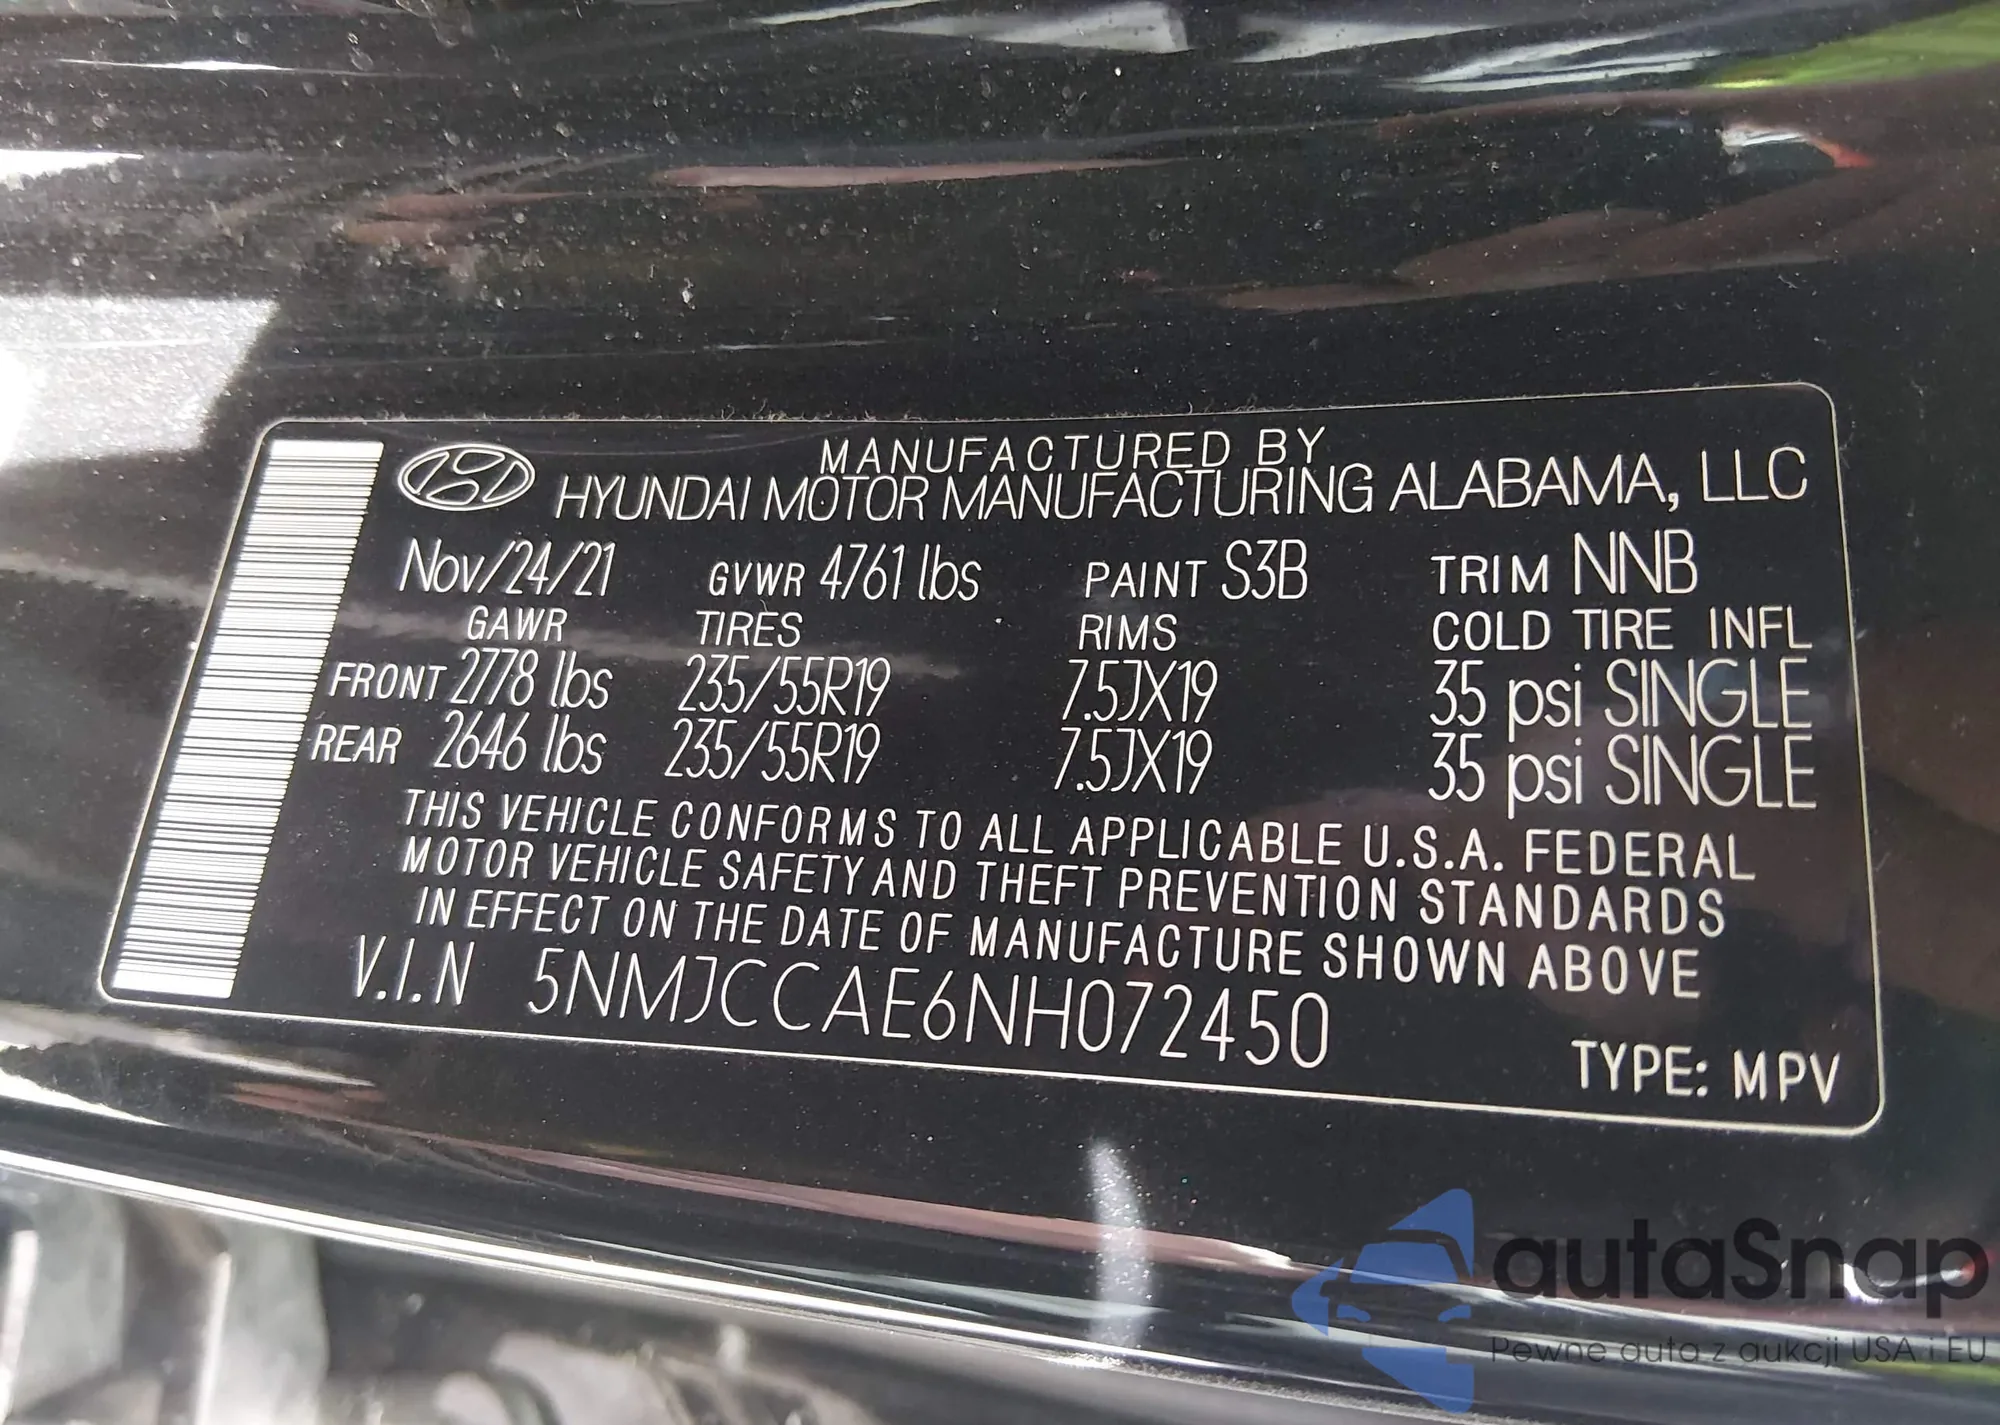 MANUFACTURED BY
HYUNDAI MOTOR MANUFACTURING ALABAMA, LLC
Nov/24/21 GVWR 4761 lbs PAINT S3B TRIM NNB
GAWR TIRES RIMS COLD TIRE INFL
FRONT 2778 lbs 235/55R19 7.5JX19 35 psi SINGLE
REAR 2646 lbs 235/55R19 7.5JX19 35 psi SINGLE
THIS VEHICLE CONFORMS TO ALL APPLICABLE U.S.A. FEDERAL
MOTOR VEHICLE SAFETY AND THEFT PREVENTION STANDARDS
IN EFFECT ON THE DATE OF MANUFACTURE SHOWN ABOVE
V.I.N 5NMJCCAE6NH072450
TYPE: MPV
autaSnap
Pewne auta z aukcji USA i EU